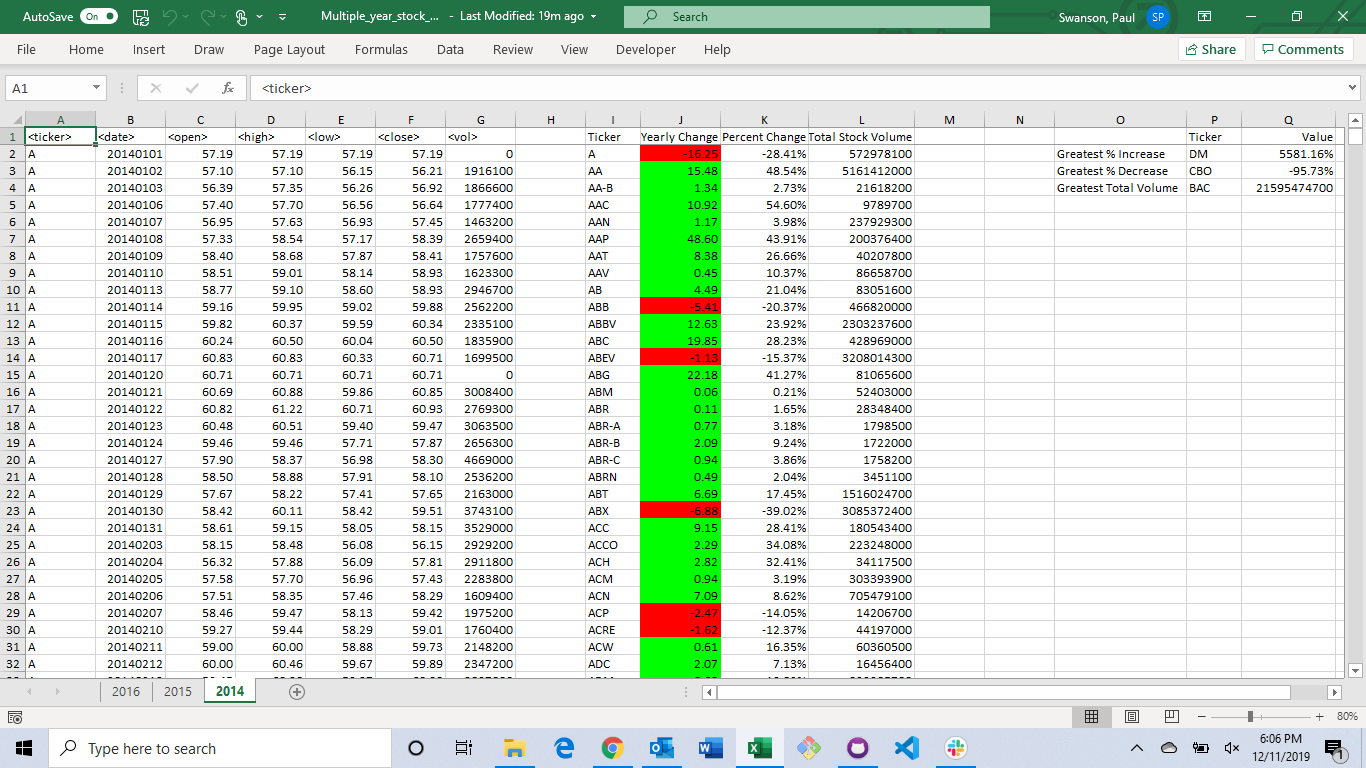 AutoSave On Multiple_year_stock_... - Last Modified: 19m ago Search Swanson, Paul SP
File Home Insert Draw Page Layout Formulas Data Review View Developer Help Share Comments
A1 fx <ticker>
A B C D E F G H I J K L M N O P Q
1 <ticker> <date> <open> <high> <low> <close> <vol> Ticker Yearly Change Percent Change Total Stock Volume Ticker Value
2 A 20140101 57.19 57.19 57.19 57.19 0 A -16.25 -28.41% 572978100 Greatest % Increase DM 5581.16%
3 A 20140102 57.10 57.10 56.15 56.21 1916100 AA 15.48 48.54% 5161412000 Greatest % Decrease CBO -95.73%
4 A 20140103 56.39 57.35 56.26 56.92 1866600 AA-B 1.34 2.73% 21618200 Greatest Total Volume BAC 21595474700
5 A 20140106 57.40 57.70 56.56 56.64 1777400 AAC 10.92 54.60% 9789700
6 A 20140107 56.95 57.63 56.93 57.45 1463200 AAN 1.17 3.98% 237929300
7 A 20140108 57.33 58.54 57.17 58.39 2659400 AAP 48.60 43.91% 200376400
8 A 20140109 58.40 58.68 57.87 58.41 1757600 AAT 8.38 26.66% 40207800
9 A 20140110 58.51 59.01 58.14 58.93 1623300 AAV 0.45 10.37% 86658700
10 A 20140113 58.77 59.10 58.60 58.93 2946700 AB 4.49 21.04% 83051600
11 A 20140114 59.16 59.95 59.02 59.88 2562200 ABB -5.41 -20.37% 466820000
12 A 20140115 59.82 60.37 59.59 60.34 2335100 ABBV 12.63 23.92% 2303237600
13 A 20140116 60.24 60.50 60.04 60.50 1835900 ABC 19.85 28.23% 428969000
14 A 20140117 60.83 60.83 60.33 60.71 1699500 ABEV -1.13 -15.37% 3208014300
15 A 20140120 60.71 60.71 60.71 60.71 0 ABG 22.18 41.27% 81065600
16 A 20140121 60.69 60.88 59.86 60.85 3008400 ABM 0.06 0.21% 52403000
17 A 20140122 60.82 61.22 60.71 60.93 2769300 ABR 0.11 1.65% 28348400
18 A 20140123 60.48 60.51 59.40 59.47 3063500 ABR-A 0.77 3.18% 1798500
19 A 20140124 59.46 59.46 57.71 57.87 2656300 ABR-B 2.09 9.24% 1722000
20 A 20140127 57.90 58.37 56.98 58.30 4669000 ABR-C 0.94 3.86% 1758200
21 A 20140128 58.50 58.88 57.91 58.10 2536200 ABRN 0.49 2.04% 3451100
22 A 20140129 57.67 58.22 57.41 57.65 2163000 ABT 6.69 17.45% 1516024700
23 A 20140130 58.42 60.11 58.42 59.51 3743100 ABX -6.88 -39.02% 3085372400
24 A 20140131 58.61 59.15 58.05 58.15 3529000 ACC 9.15 28.41% 180543400
25 A 20140203 58.15 58.48 56.08 56.15 2929200 ACCO 2.29 34.08% 223248000
26 A 20140204 56.32 57.88 56.09 57.81 2911800 ACH 2.82 32.41% 34117500
27 A 20140205 57.58 57.70 56.96 57.43 2283800 ACM 0.94 3.19% 303393900
28 A 20140206 57.51 58.35 57.46 58.29 1609400 ACN 7.09 8.62% 705479100
29 A 20140207 58.46 59.47 58.13 59.42 1975200 ACP -2.47 -14.05% 14206700
30 A 20140210 59.27 59.44 58.29 59.01 1760400 ACRE -1.62 -12.37% 44197000
31 A 20140211 59.00 60.00 58.88 59.73 2148200 ACW 0.61 16.35% 60360500
32 A 20140212 60.00 60.46 59.67 59.89 2347200 ADC 2.07 7.13% 16456400
2016 2015 2014
80%
Type here to search
6:06 PM
12/11/2019
1